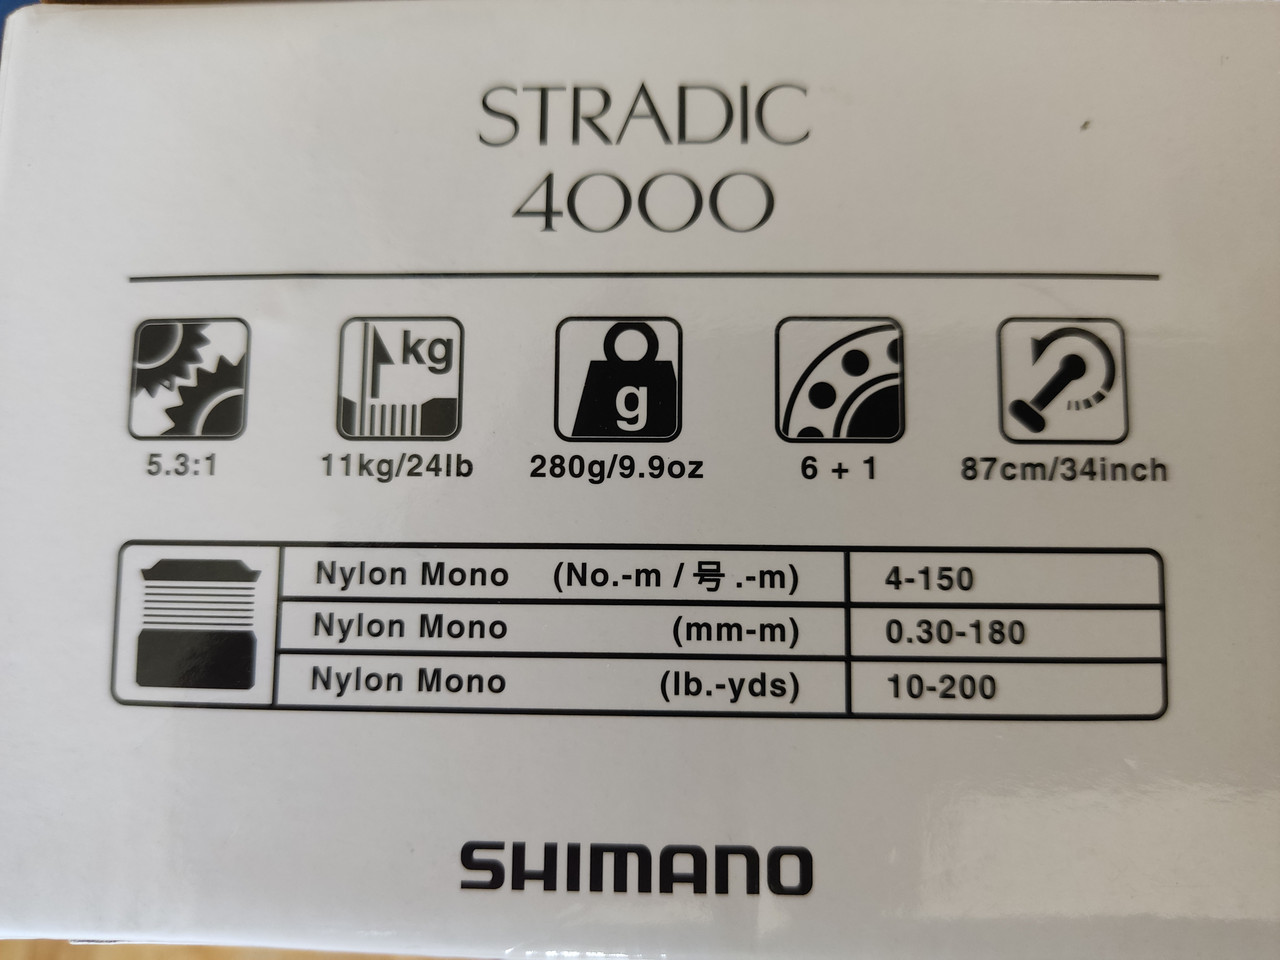 STRADIC
4000
kg
g
5.3:1 11kg/24lb 280g/9.9oz 6 + 1 87cm/34inch
Nylon Mono (No.-m / 号 .-m) 4-150
Nylon Mono (mm-m) 0.30-180
Nylon Mono (lb.-yds) 10-200
SHIMANO